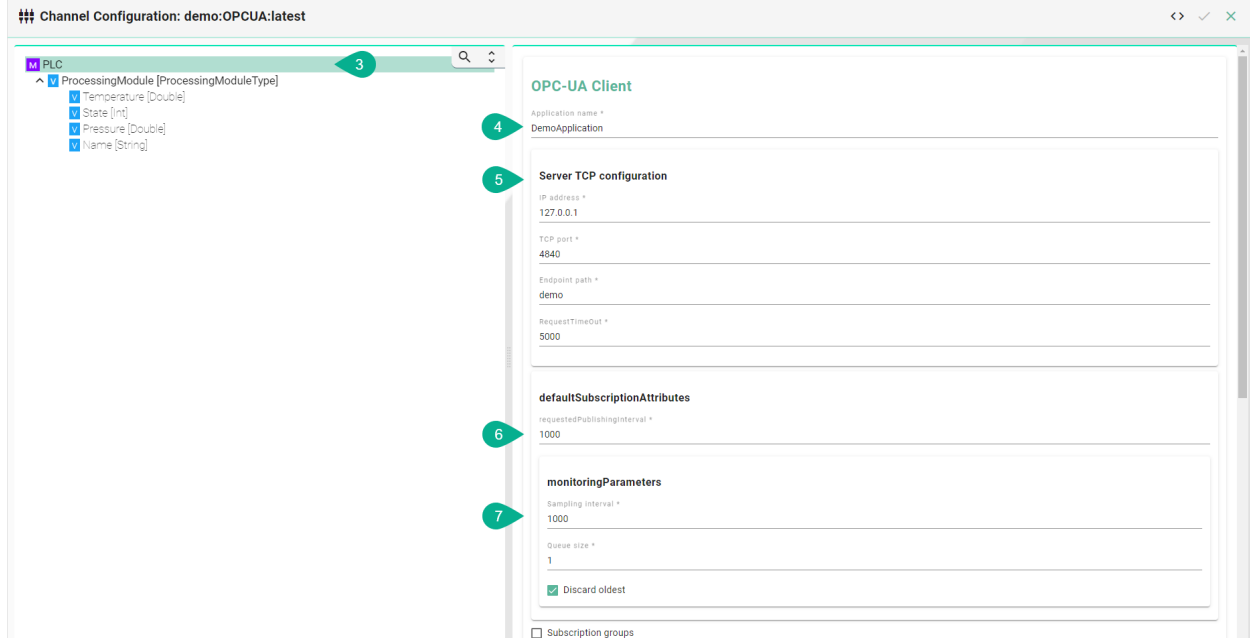 Channel Configuration: demo:OPCUA:latest
M PLC
3
V ProcessingModule [ProcessingModuleType]
V Temperature [Double]
V State [Int]
V Pressure [Double]
V Name [String]
OPC-UA Client
Application name *
4
DemoApplication
5
Server TCP configuration
IP address *
127.0.0.1
TCP port *
4840
Endpoint path *
demo
RequestTimeOut *
5000
defaultSubscriptionAttributes
requestedPublishingInterval *
6
1000
monitoringParameters
Sampling interval *
7
1000
Queue size *
1
Discard oldest
Subscription groups